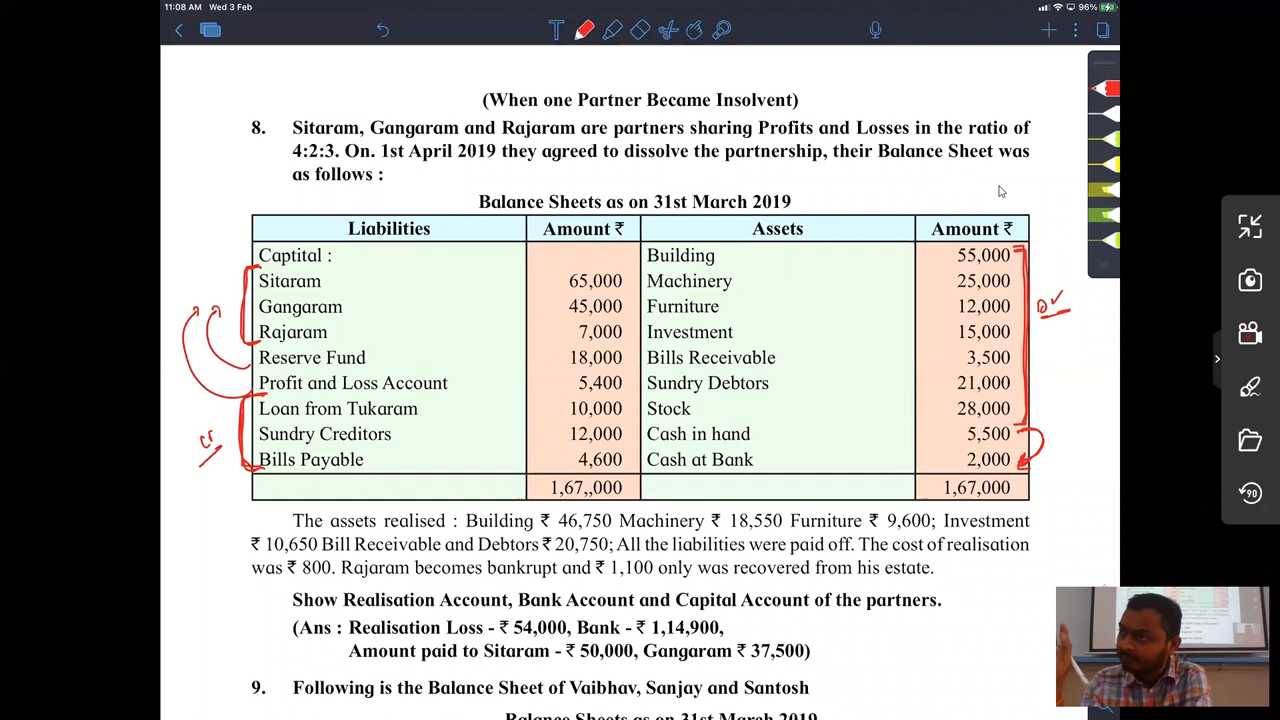 11:08 AM Wed 3 Feb
96%
(When one Partner Became Insolvent)
8. Sitaram, Gangaram and Rajaram are partners sharing Profits and Losses in the ratio of
4:2:3. On. 1st April 2019 they agreed to dissolve the partnership, their Balance Sheet was
as follows :
Balance Sheets as on 31st March 2019
Liabilities Amount ₹ Assets Amount ₹
Captital : Building 55,000
Sitaram 65,000 Machinery 25,000
Gangaram 45,000 Furniture 12,000
Rajaram 7,000 Investment 15,000
Reserve Fund 18,000 Bills Receivable 3,500
Profit and Loss Account 5,400 Sundry Debtors 21,000
Loan from Tukaram 10,000 Stock 28,000
Sundry Creditors 12,000 Cash in hand 5,500
Bills Payable 4,600 Cash at Bank 2,000
1,67,,000 1,67,000
The assets realised : Building ₹ 46,750 Machinery ₹ 18,550 Furniture ₹ 9,600; Investment
₹ 10,650 Bill Receivable and Debtors ₹ 20,750; All the liabilities were paid off. The cost of realisation
was ₹ 800. Rajaram becomes bankrupt and ₹ 1,100 only was recovered from his estate.
Show Realisation Account, Bank Account and Capital Account of the partners.
(Ans : Realisation Loss - ₹ 54,000, Bank - ₹ 1,14,900,
Amount paid to Sitaram - ₹ 50,000, Gangaram ₹ 37,500)
9. Following is the Balance Sheet of Vaibhav, Sanjay and Santosh
Balance Sheets as on 31st March 2019
90